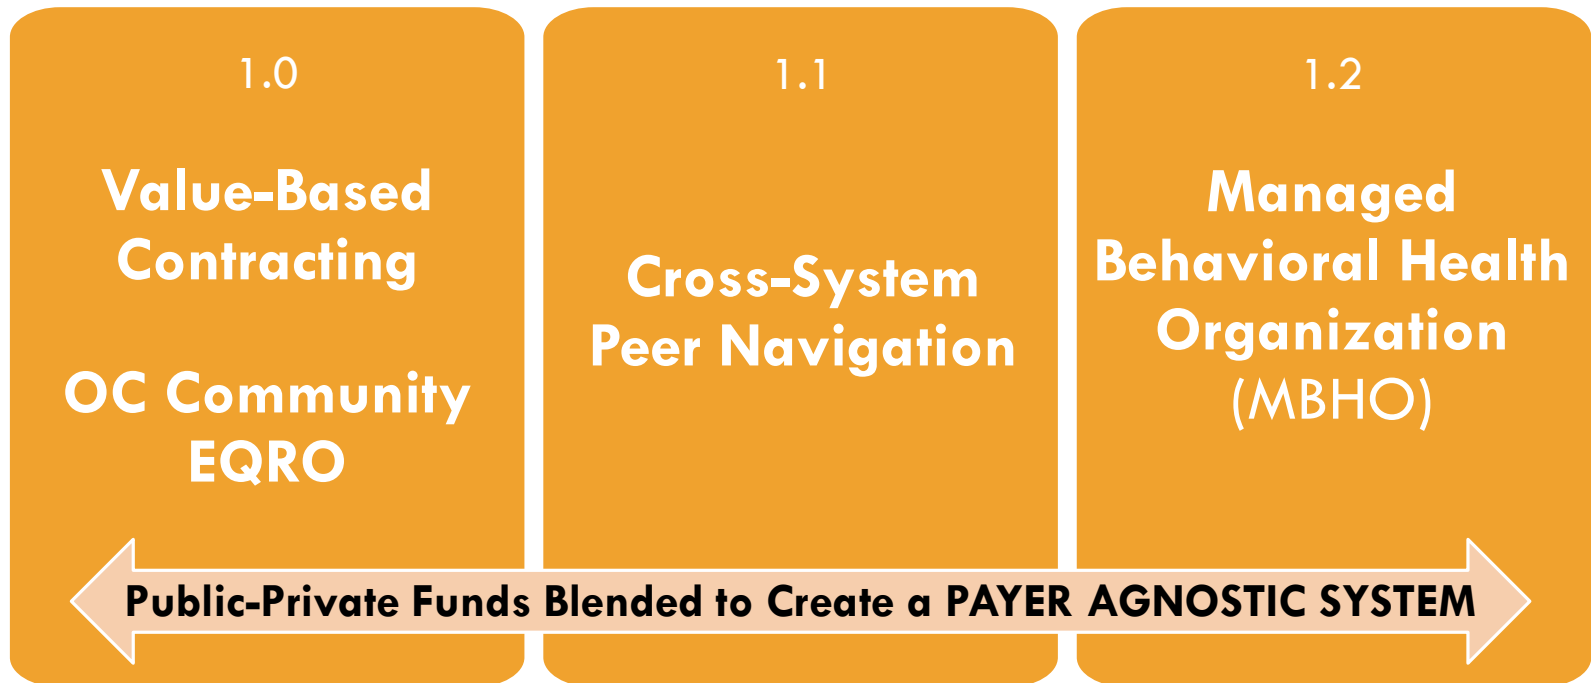 1.0
Value-Based
Contracting
OC Community
EQRO
1.1
Cross-System
Peer Navigation
1.2
Managed
Behavioral Health
Organization
(MBHO)
Public-Private Funds Blended to Create a PAYER AGNOSTIC SYSTEM